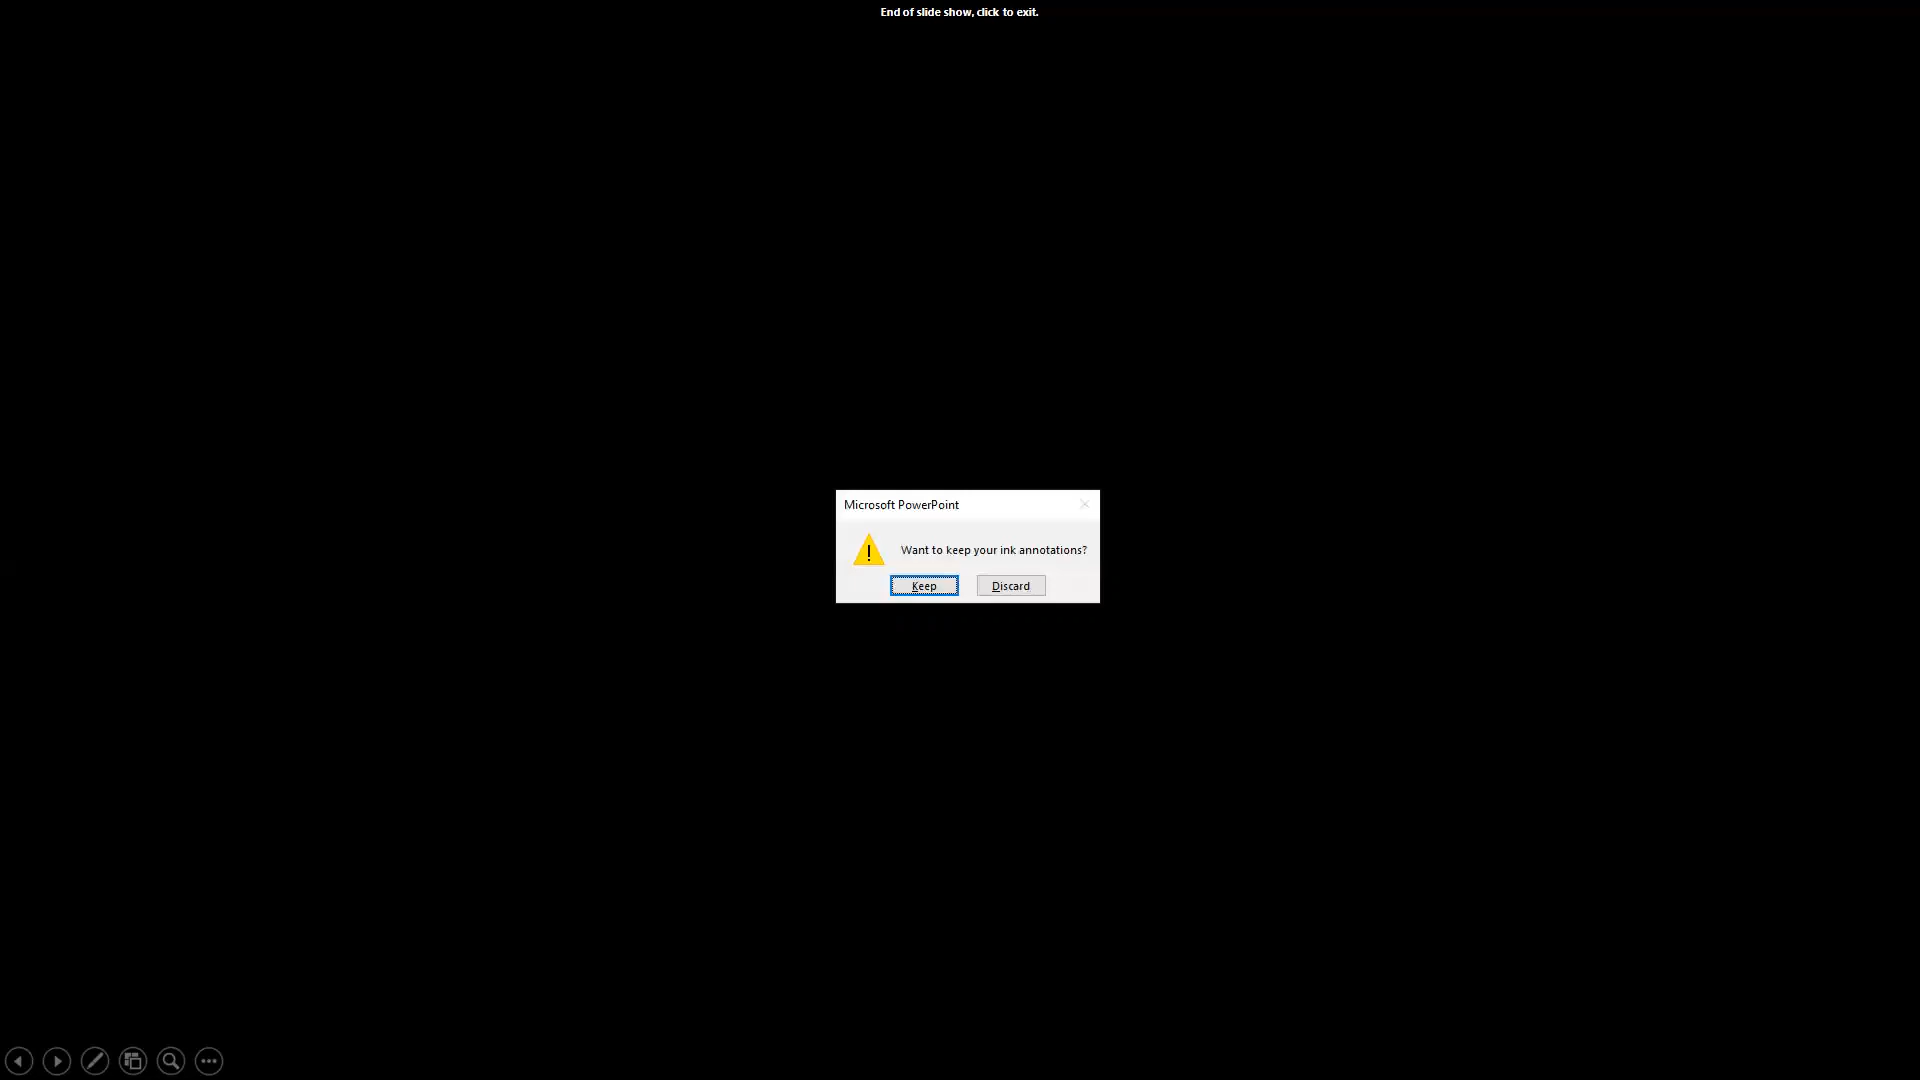 End of slide show, click to exit.
Microsoft PowerPoint
Want to keep your ink annotations?
Keep
Discard